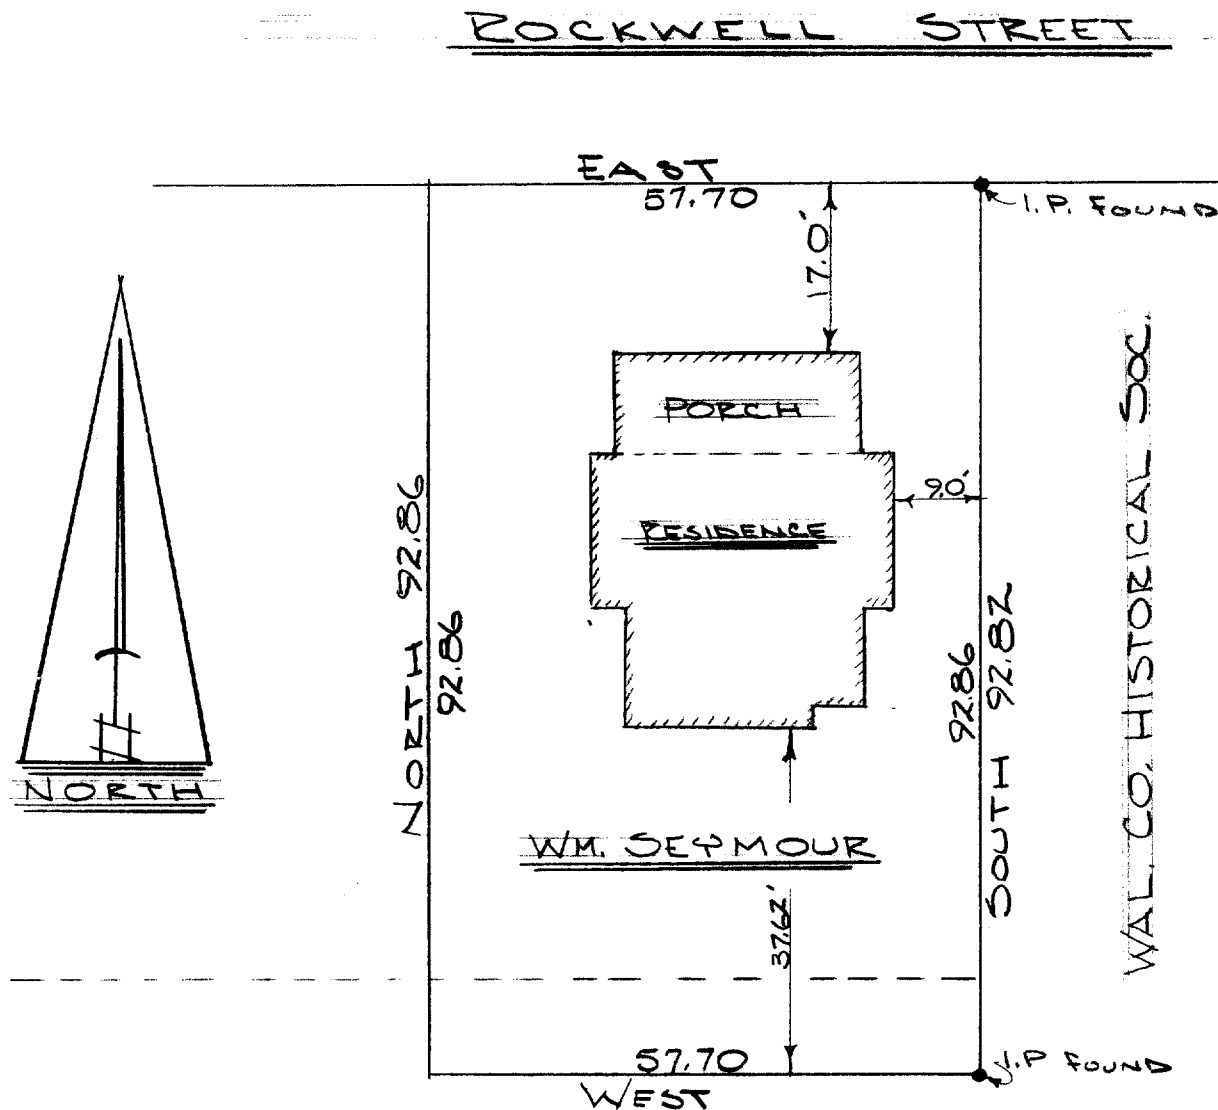 ROCKWELL STREET
EAST
57.70
I.P. FOUND
17.0'
PORCH
9.0'
RESIDENCE
NORTH 92.86
92.86
92.86
SOUTH 92.82
WAL. CO. HISTORICAL SOC.
NORTH
WM. SEYMOUR
37.62'
57.70
I.P FOUND
WEST